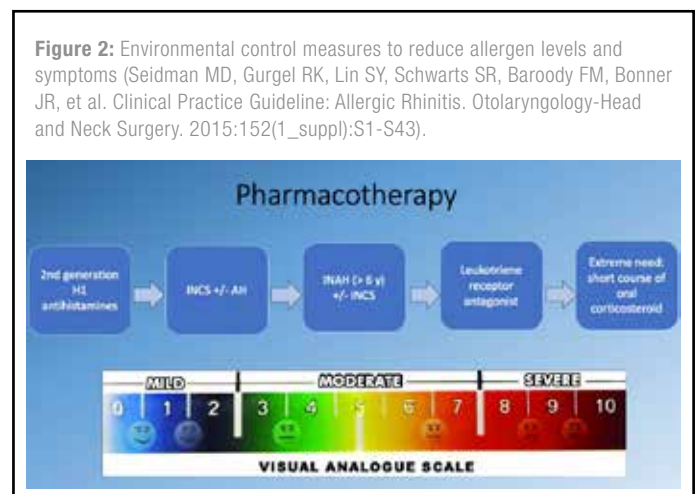 Figure 2: Environmental control measures to reduce allergen levels and
symptoms (Seidman MD, Gurgel RK, Lin SY, Schwarts SR, Baroody FM, Bonner
JR, et al. Clinical Practice Guideline: Allergic Rhinitis. Otolaryngology-Head
and Neck Surgery. 2015:152(1_suppl):S1-S43).
Pharmacotherapy
2nd generation
H1
antihistamines
INCS +/- AH
INAH (> 6 y)
+/- INCS
Leukotriene
receptor
antagonist
Extreme need:
short course of
oral
corticosteroid
MILD MODERATE SEVERE
0 1 2 3 4 5 6 7 8 9 10
VISUAL ANALOGUE SCALE